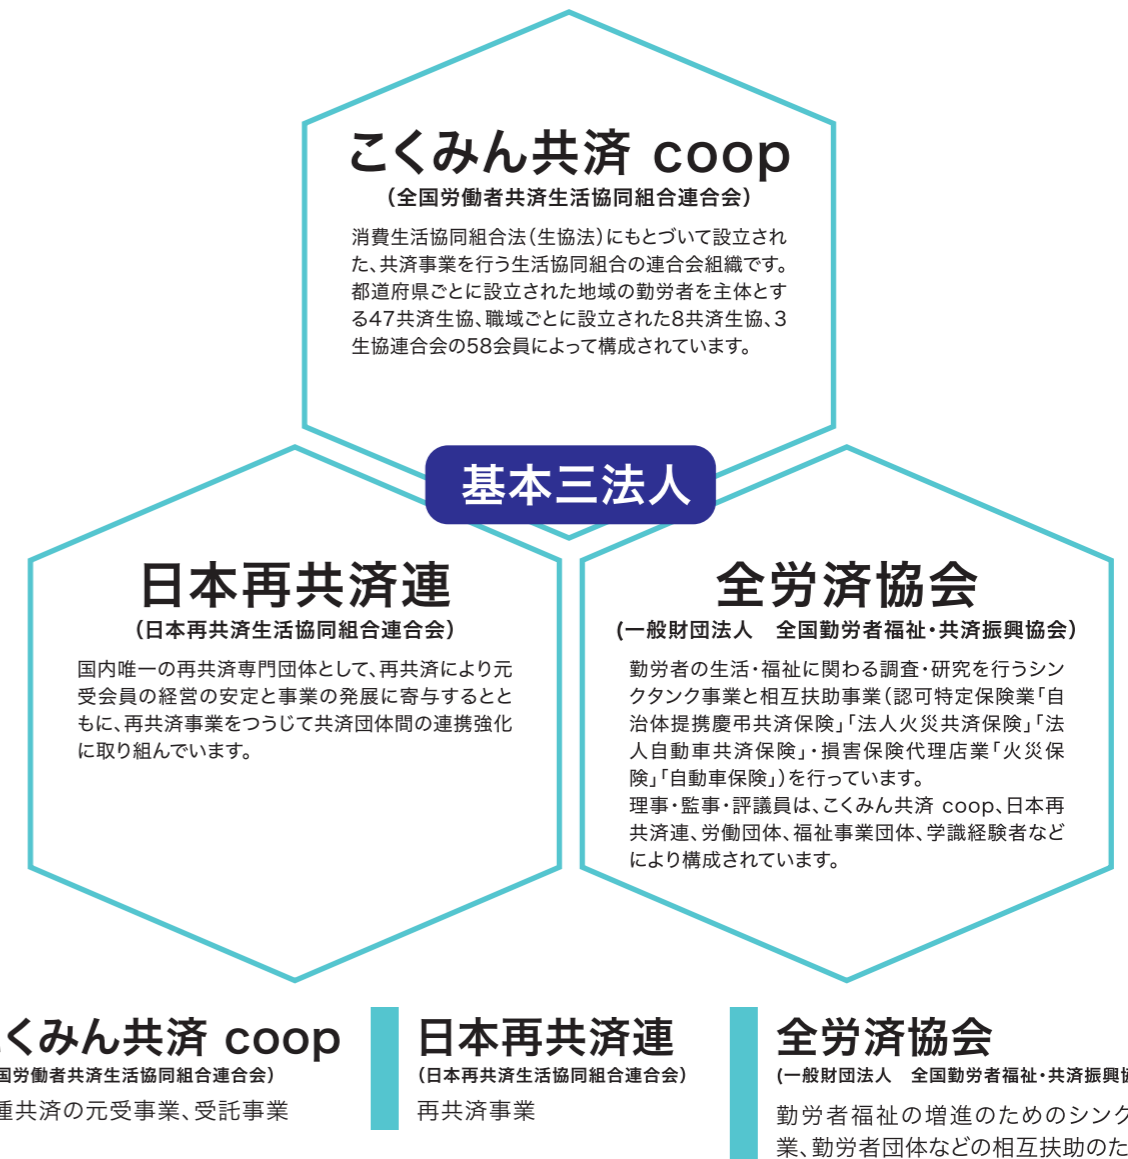 こくみん共済 coop
（全国労働者共済生活協同組合連合会）
消費生活協同組合法（生協法）にもとづいて設立され
た、共済事業を行う生活協同組合の連合会組織です。
都道府県ごとに設立された地域の勤労者を主体とす
る47共済生協、職域ごとに設立された8共済生協、3
生協連合会の58会員によって構成されています。
基本三法人
日本再共済連
（日本再共済生活協同組合連合会）
国内唯一の再共済専門団体として、再共済により元
受会員の経営の安定と事業の発展に寄与するとと
もに、再共済事業をつうじて共済団体間の連携強化
に取り組んでいます。
全労済協会
(一般財団法人　全国勤労者福祉・共済振興協会）
勤労者の生活・福祉に関わる調査・研究を行うシン
クタンク事業と相互扶助事業（認可特定保険業「自
治体提携慶弔共済保険」「法人火災共済保険」「法
人自動車共済保険」・損害保険代理店業「火災保
険」「自動車保険」）を行っています。
理事・監事・評議員は、こくみん共済 coop、日本再
共済連、労働団体、福祉事業団体、学識経験者など
により構成されています。
くみん共済 coop
国労働者共済生活協同組合連合会）
種共済の元受事業、受託事業
日本再共済連
（日本再共済生活協同組合連合会）
再共済事業
全労済協会
(一般財団法人　全国勤労者福祉・共済振興協
勤労者福祉の増進のためのシンク
業、勤労者団体などの相互扶助のた